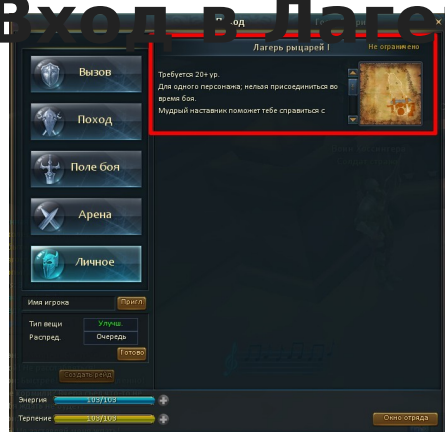 Вход в Лаге
Лагерь рыцарей I
Не ограничено
Требуется 20+ ур.
Для одного персонажа; нельзя присоединиться во
время боя.
Мудрый наставник поможет тебе справиться с
Вызов
Поход
Поле боя
Арена
Личное
Имя игрока
Пригл
Тип вещи
Улучш.
Распред.
Очередь
Готово
Создать рейд
Энергия
103/103
Терпение
103/103
Окно отряда